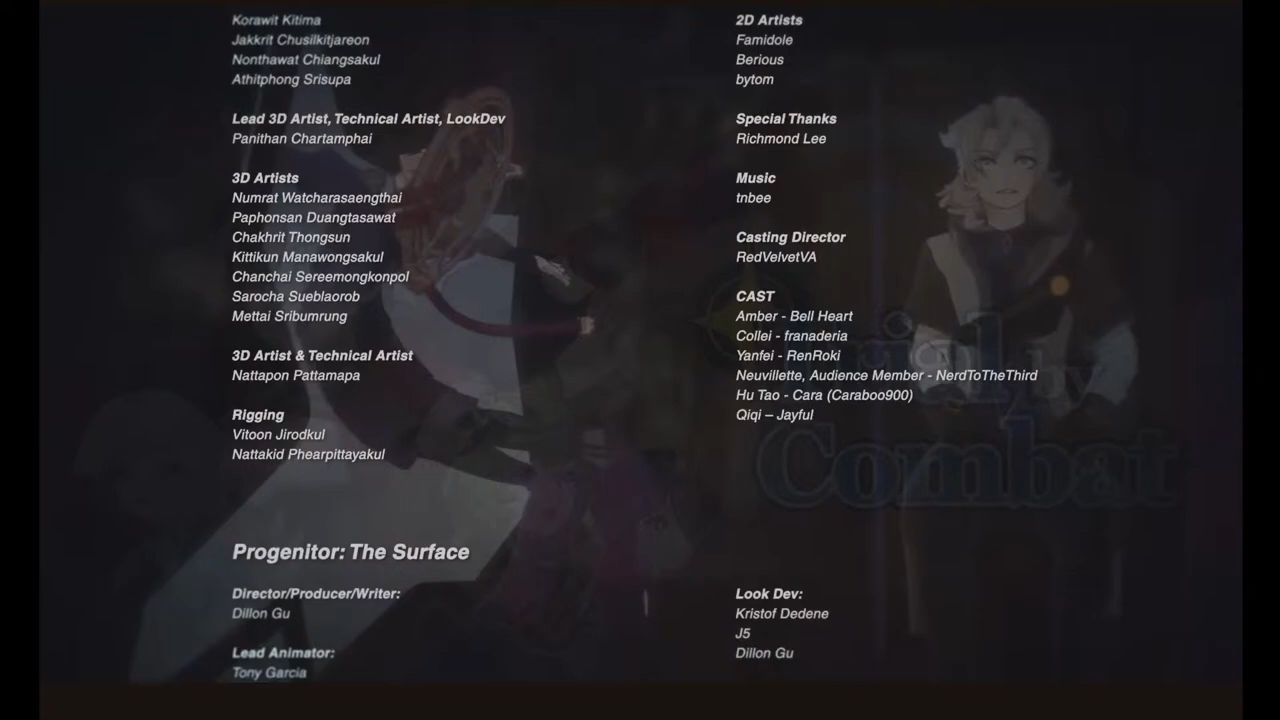 Korawit Kitima
Jakkrit Chusilkitjareon
Nonthawat Chiangsakul
Athitphong Srisupa
Lead 3D Artist, Technical Artist, LookDev
Panithan Chartamphai
3D Artists
Numrat Watcharasaengthai
Paphonsan Duangtasawat
Chakhrit Thongsun
Kittikun Manawongsakul
Chanchai Sereemongkonpol
Sarocha Sueblaorob
Mettai Sribumrung
3D Artist & Technical Artist
Nattapon Pattamapa
Rigging
Vitoon Jirodkul
Nattakid Phearpittayakul
2D Artists
Famidole
Berious
bytom
Special Thanks
Richmond Lee
Music
tnbee
Casting Director
RedVelvetVA
CAST
Amber - Bell Heart
Collei - franaderia
Yanfei - RenRoki
Neuvillette, Audience Member - NerdToTheThird
Hu Tao - Cara (Caraboo900)
Qiqi – Jayful
Trial by
Combat
Progenitor: The Surface
Director/Producer/Writer:
Dillon Gu
Lead Animator:
Tony Garcia
Look Dev:
Kristof Dedene
J5
Dillon Gu